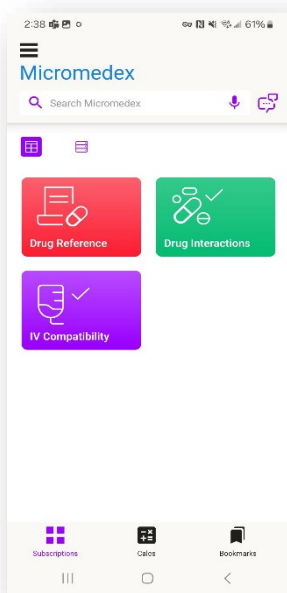 2:38
61%
Micromedex
Search Micromedex
Drug Reference
Drug Interactions
IV Compatibility
Subscriptions
Calcs
Bookmarks